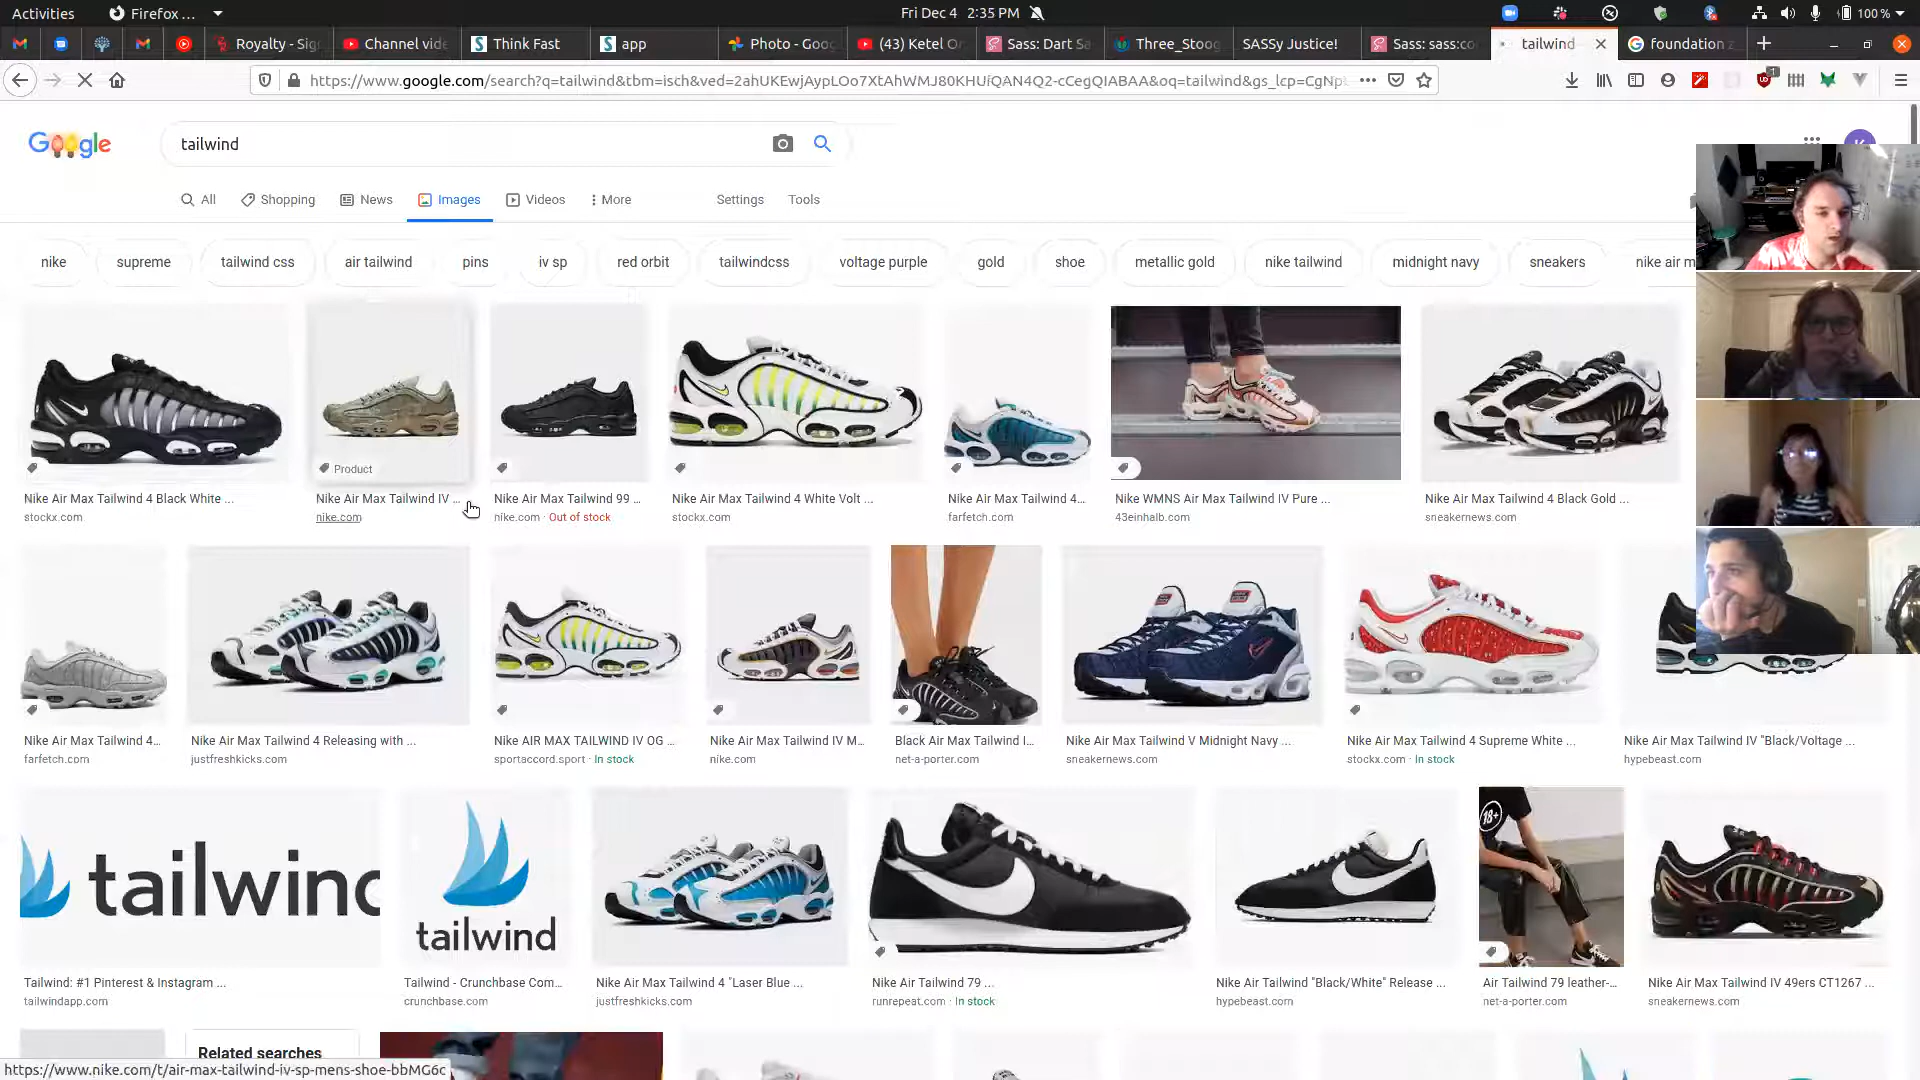 Activities
Firefox ...
Fri Dec 4 2:35 PM
100 %
Royalty - Sig
Channel vide
Think Fast
app
Photo - Goo
(43) Ketel O
Sass: Dart Sa
Three_Stoog
SASSy Justice!
Sass: sass:co
tailwind
foundation z
https://www.google.com/search?q=tailwind&tbm=isch&ved=2ahUKEwjAypLOo7XtAhWMJ80KHUiQAN4Q2-cCegQIABAA&oq=tailwind&gs_lcp=CgNp
1
Google
tailwind
All
Shopping
News
Images
Videos
More
Settings
Tools
nike
supreme
tailwind css
air tailwind
pins
iv sp
red orbit
tailwindcss
voltage purple
gold
shoe
metallic gold
nike tailwind
midnight navy
sneakers
nike air m
Product
Nike Air Max Tailwind 4 Black White ...
stockx.com
Nike Air Max Tailwind IV ...
nike.com
Nike Air Max Tailwind 99 ...
nike.com · Out of stock
Nike Air Max Tailwind 4 White Volt ...
stockx.com
Nike Air Max Tailwind 4...
farfetch.com
Nike WMNS Air Max Tailwind IV Pure ...
43einhalb.com
Nike Air Max Tailwind 4 Black Gold ...
sneakernews.com
Nike Air Max Tailwind 4...
farfetch.com
Nike Air Max Tailwind 4 Releasing with ...
justfreshkicks.com
Nike AIR MAX TAILWIND IV OG ...
sportaccord.sport · In stock
Nike Air Max Tailwind IV M...
nike.com
Black Air Max Tailwind I...
net-a-porter.com
Nike Air Max Tailwind V Midnight Navy ...
sneakernews.com
Nike Air Max Tailwind 4 Supreme White ...
stockx.com · In stock
Nike Air Max Tailwind IV "Black/Voltage ...
hypebeast.com
tailwind
tailwind
18+
Tailwind: #1 Pinterest & Instagram ...
tailwindapp.com
Tailwind - Crunchbase Com...
crunchbase.com
Nike Air Max Tailwind 4 "Laser Blue ...
justfreshkicks.com
Nike Air Tailwind 79 ...
runrepeat.com · In stock
Nike Air Tailwind "Black/White" Release ...
hypebeast.com
Air Tailwind 79 leather-...
net-a-porter.com
Nike Air Max Tailwind IV 49ers CT1267 ...
sneakernews.com
Related searches
https://www.nike.com/t/air-max-tailwind-iv-sp-mens-shoe-bbMG6c